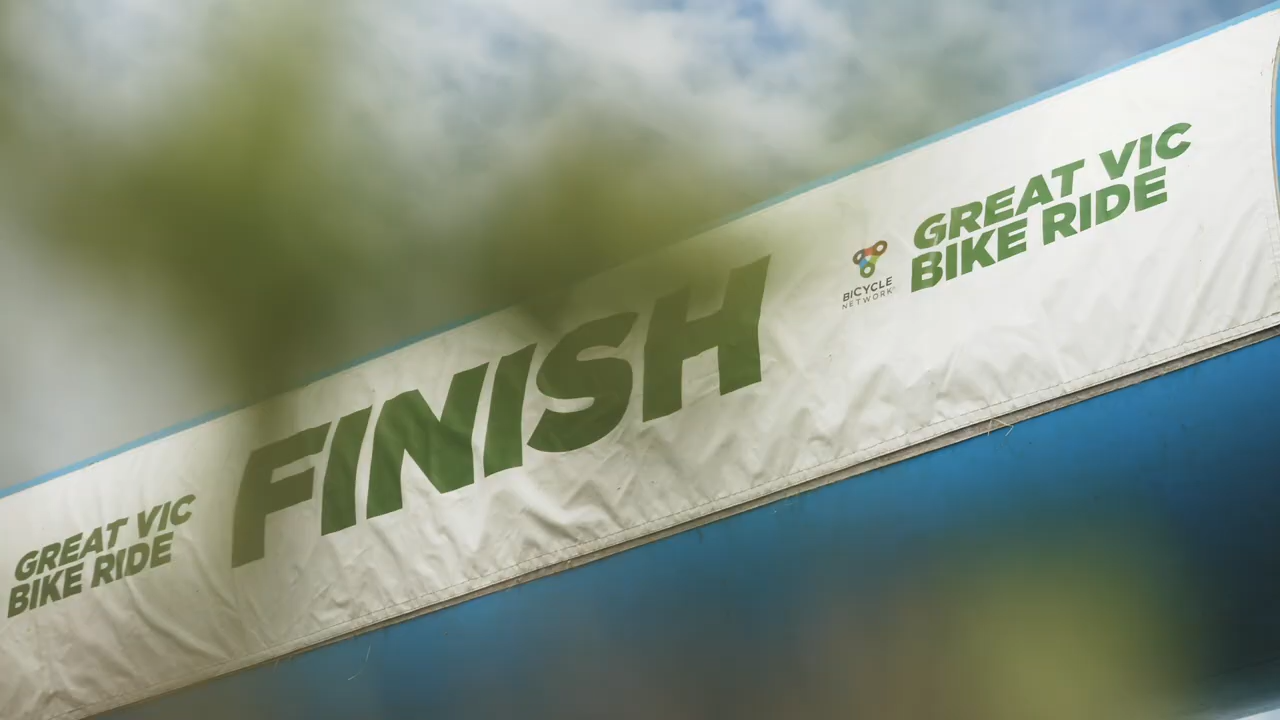 GREAT VIC
BIKE RIDE
FINISH
BICYCLE
NETWORK
GREAT VIC
BIKE RIDE